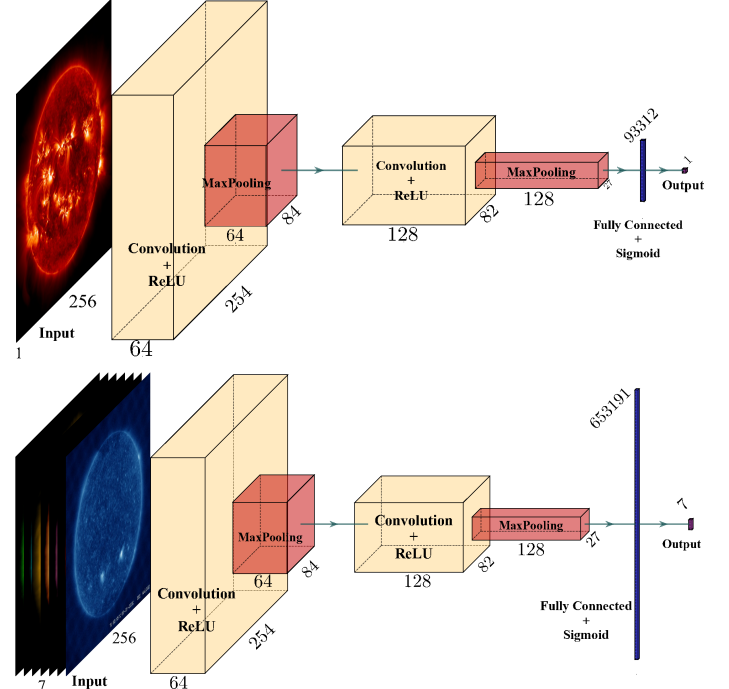 256
Input
1
Convolution
+
ReLU
64
254
MaxPooling
64
84
Convolution
+
ReLU
128
82
MaxPooling
128
27
93312
Fully Connected
+
Sigmoid
1
Output
256
Input
7
Convolution
+
ReLU
64
254
MaxPooling
64
84
Convolution
+
ReLU
128
82
MaxPooling
128
27
653191
Fully Connected
+
Sigmoid
7
Output